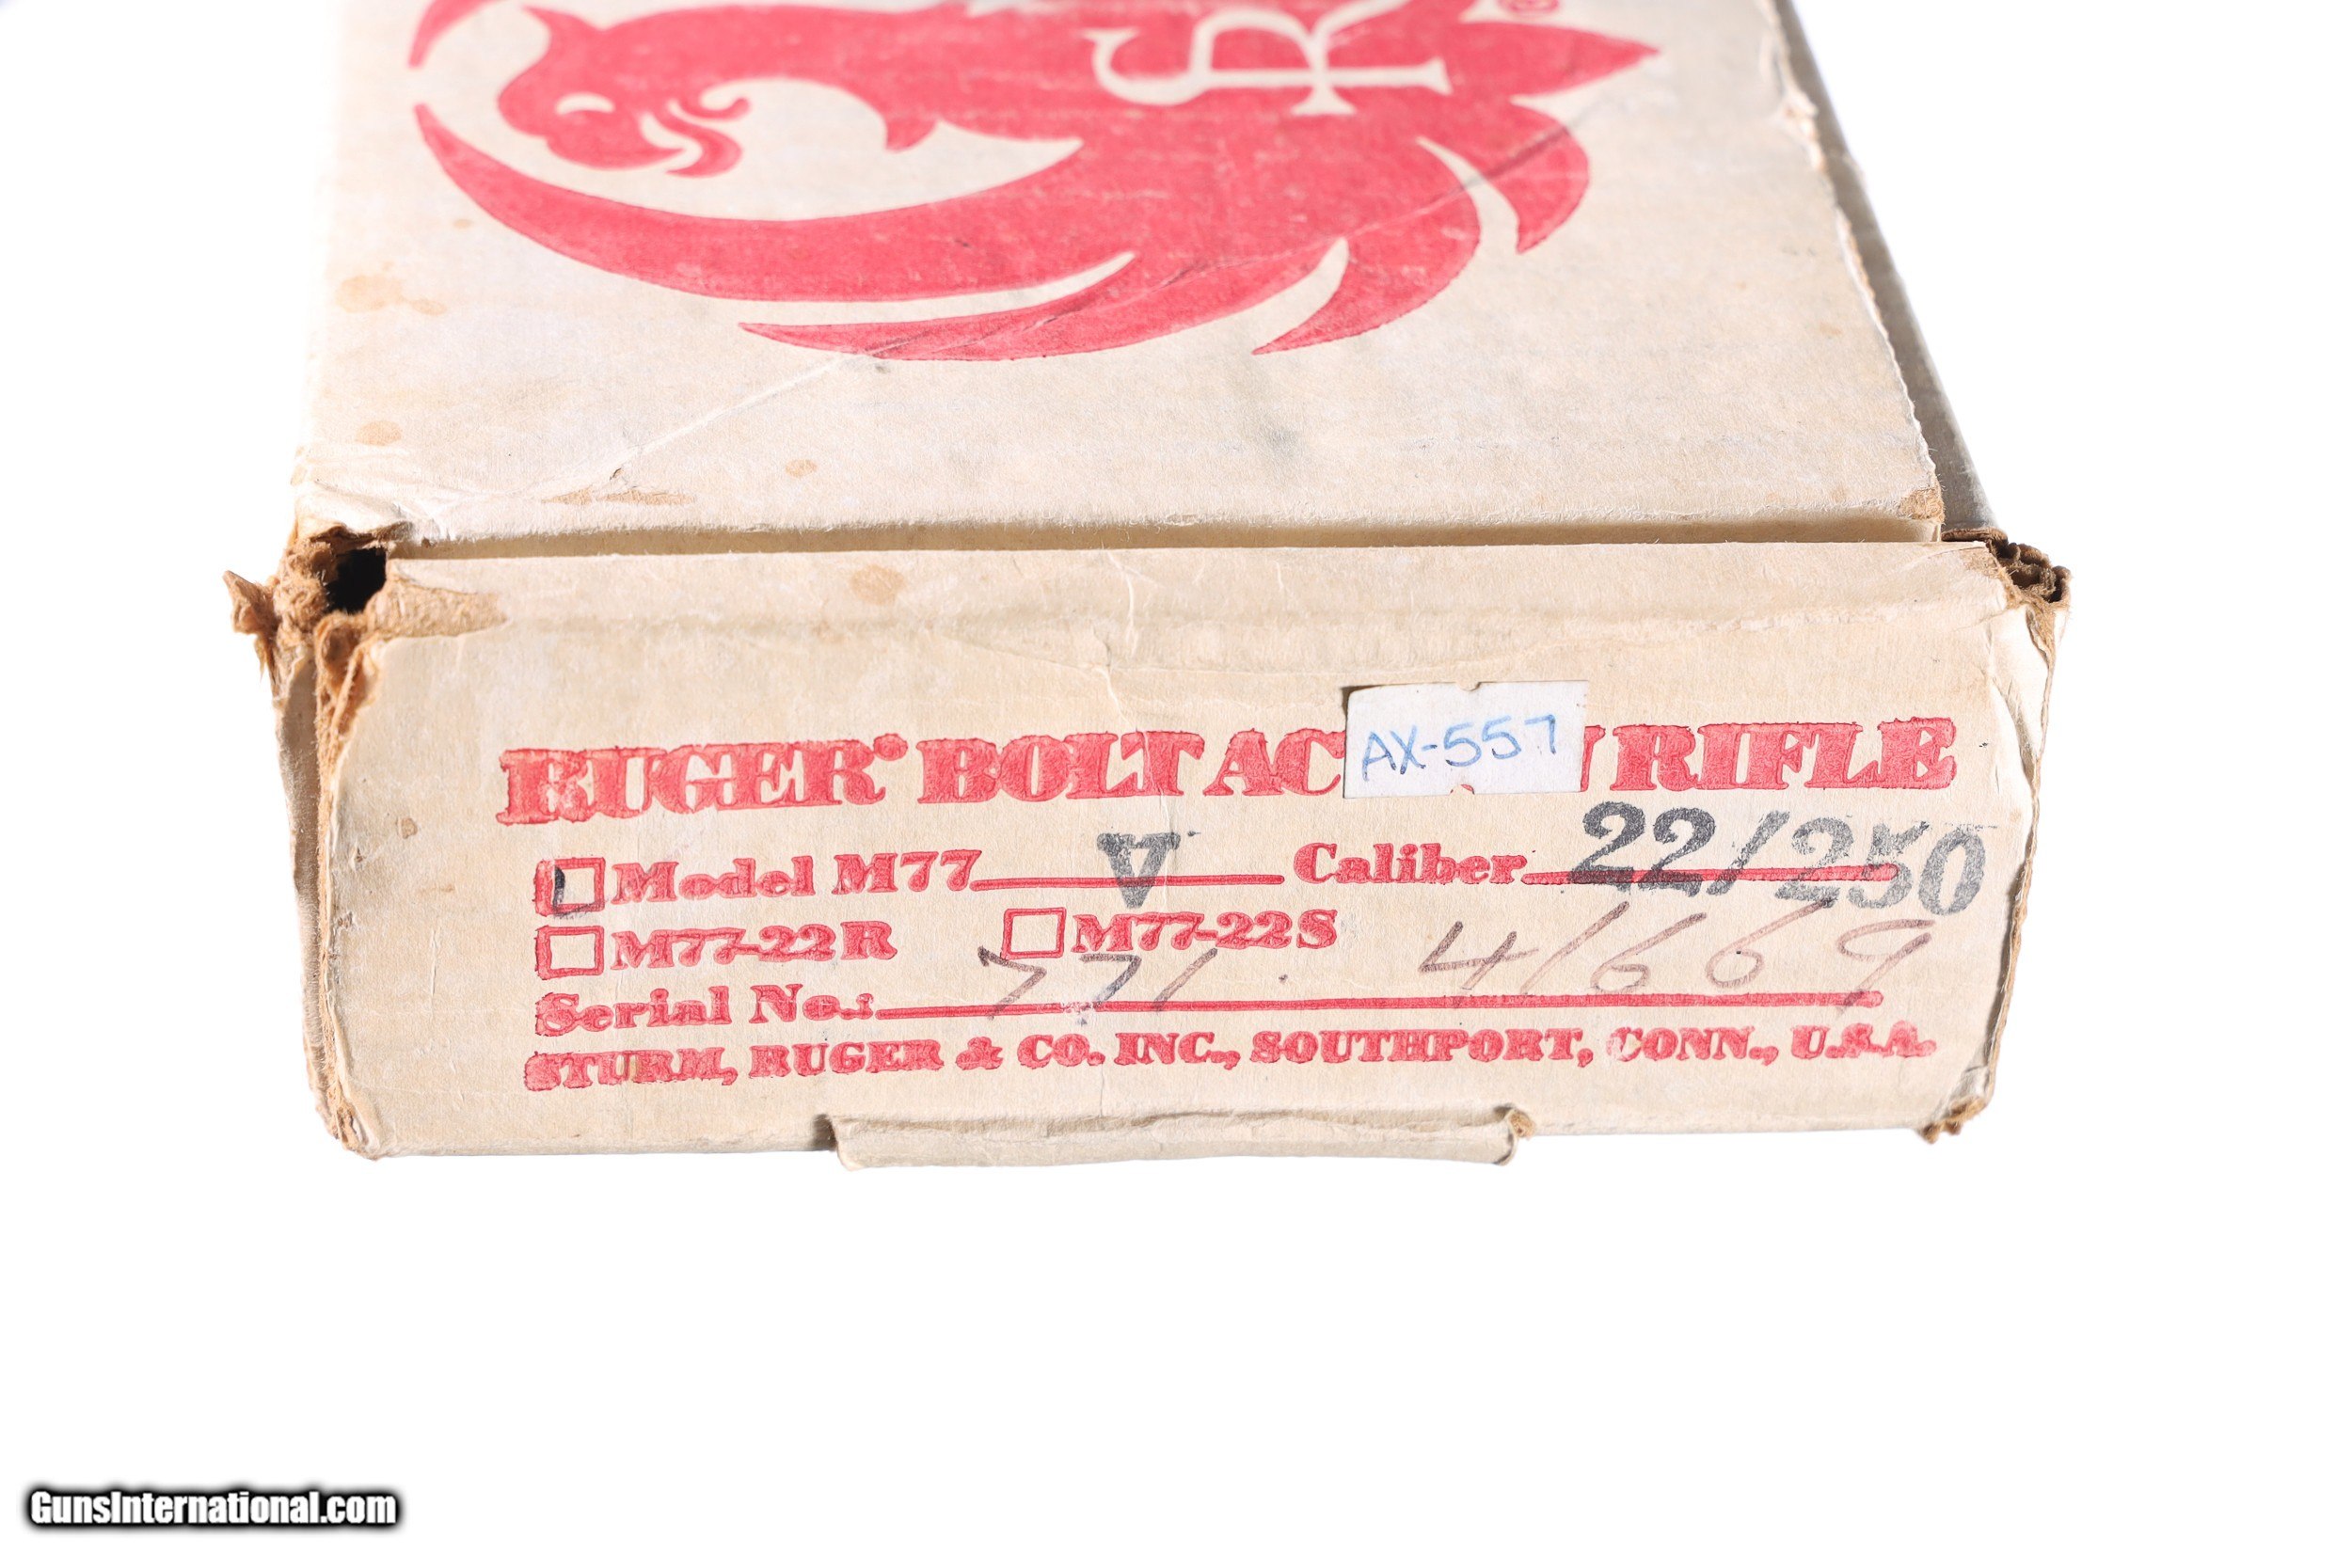 R®
RUGER® BOLT AC N RIFLE
AX-557
Model M77 V Caliber 22/250
M77-22R M77-22S
Serial No.: 771. 41669
STURM, RUGER & CO. INC., SOUTHPORT, CONN., U.S.A.
GunsInternational.com